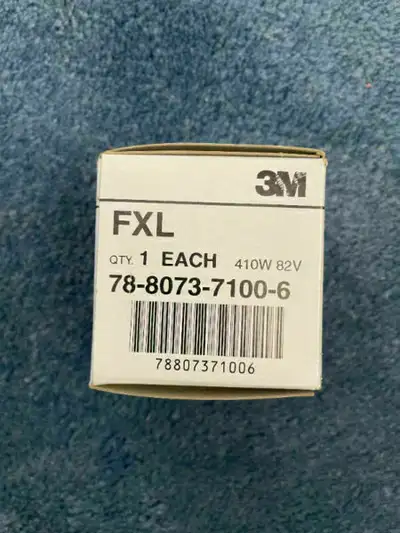 3M
FXL
QTY. 1 EACH 410W 82V
78-8073-7100-6
78807371006